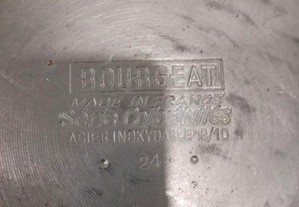 BOURGEAT
MADE IN FRANCE
ACIER INOXYDABLE 18/10
24